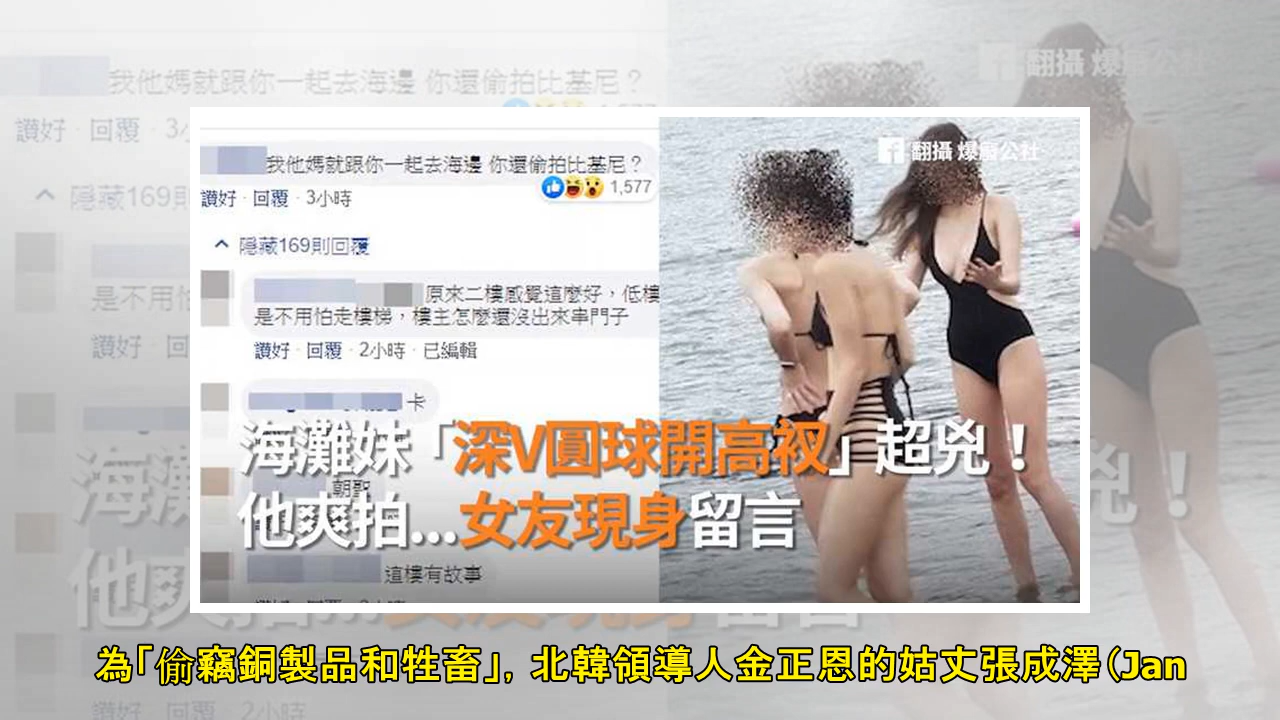 我他媽就跟你一起去海邊 你還偷拍比基尼？
讚好 · 回覆 · 3小時
1,577
隱藏169則回覆
原來二樓感覺這麼好，低樓
是不用怕走樓梯，樓主怎麼還沒出來串門子
讚好 · 回覆 · 2小時 · 已編輯
卡
朝聖
這樓有故事
翻攝 爆廢公社
海灘妹「深V圓球開高衩」超兇！
他爽拍...女友現身留言
為「偷竊銅製品和牲畜」，北韓領導人金正恩的姑丈張成澤（Jan